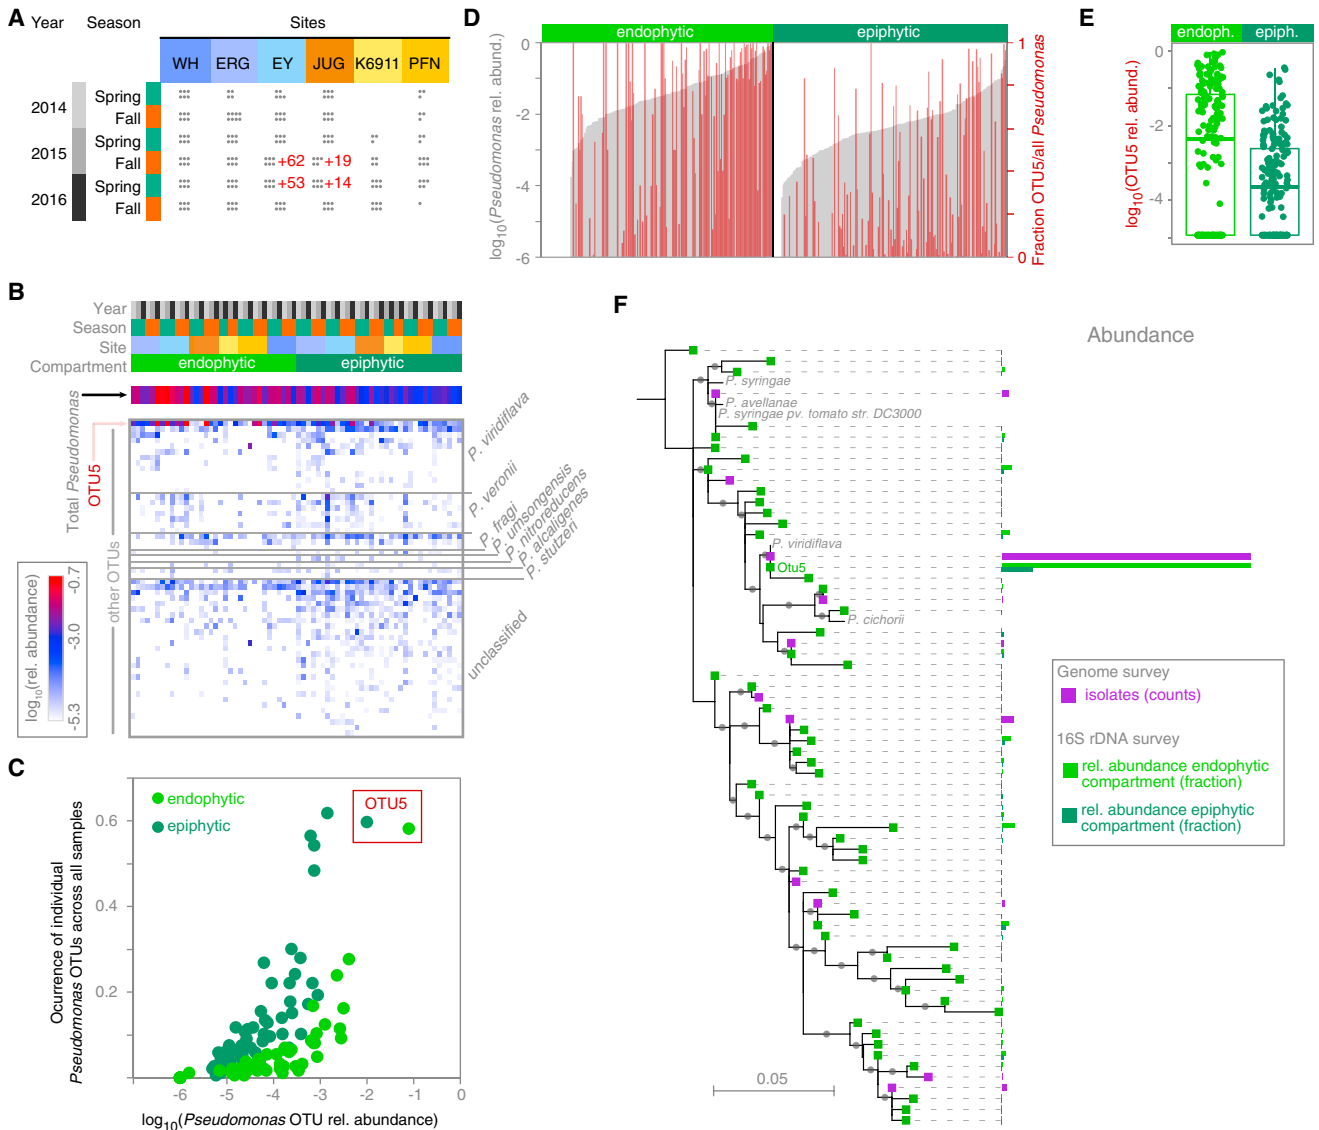 A
Year
Season
Sites
WH
ERG
EY
JUG
K6911
PFN
2014
Spring
Fall
2015
Spring
Fall
+62
+19
2016
Spring
+53
+14
Fall
B
Year
Season
Site
Compartment
endophytic
epiphytic
Total Pseudomonas
OTU5
other OTUs
P. viridiflava
P. veronii
P. fragi
P. umsongensis
P. nitroreducens
P. alcaligenes
P. stutzeri
unclassified
log10(rel. abundance)
-0.7
-3.0
-5.3
C
endophytic
epiphytic
OTU5
Ocurrence of individual
Pseudomonas OTUs across all samples
0.6
0.4
0.2
-6
-5
-4
-3
-2
-1
0
log10(Pseudomonas OTU rel. abundance)
D
endophytic
epiphytic
log10(Pseudomonas rel. abund.)
0
-2
-4
-6
1
0
Fraction OTU5/all Pseudomonas
E
endoph.
epiph.
log10(OTU5 rel. abund.)
0
-2
-4
F
Abundance
P. syringae
P. avellanae
P. syringae pv. tomato str. DC3000
P. viridiflava
Otu5
P. cichorii
0.05
Genome survey
isolates (counts)
16S rDNA survey
rel. abundance endophytic
compartment (fraction)
rel. abundance epiphytic
compartment (fraction)